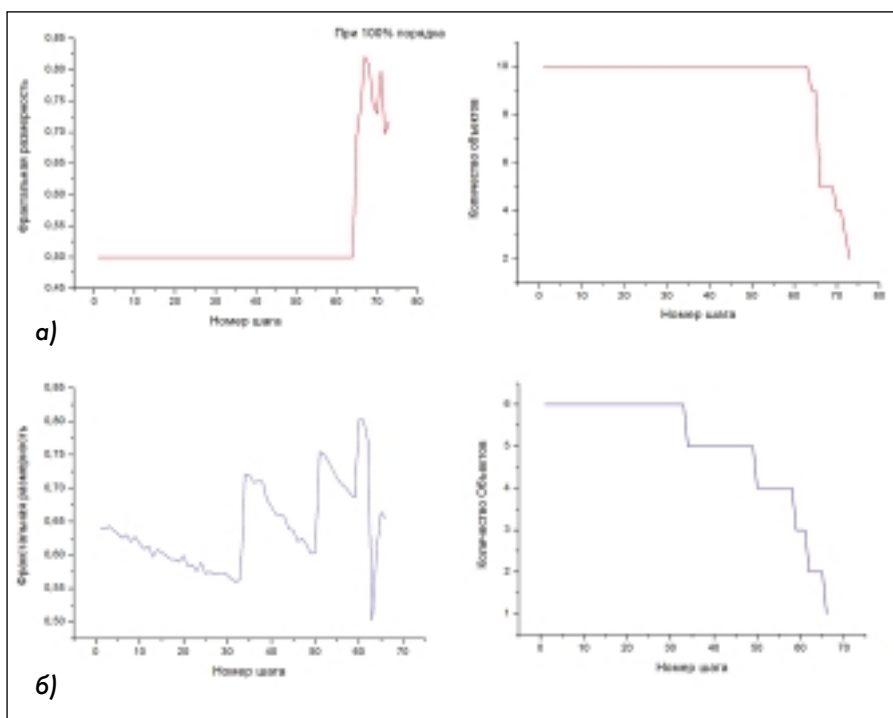 При 100% порядка
Фрактальная размерность
0,85
0,80
0,75
0,70
0,65
0,60
0,55
0,50
0,45
0 10 20 30 40 50 60 70 80
Номер шага
Количество объектов
10
8
6
4
2
0 10 20 30 40 50 60 70 80
Номер шага
а)
Фрактальная размерность
0,85
0,80
0,75
0,70
0,65
0,60
0,55
0,50
0 10 20 30 40 50 60 70
Номер шага
Количество Объектов
6
5
4
3
2
1
0 10 20 30 40 50 60 70
Номер шага
б)